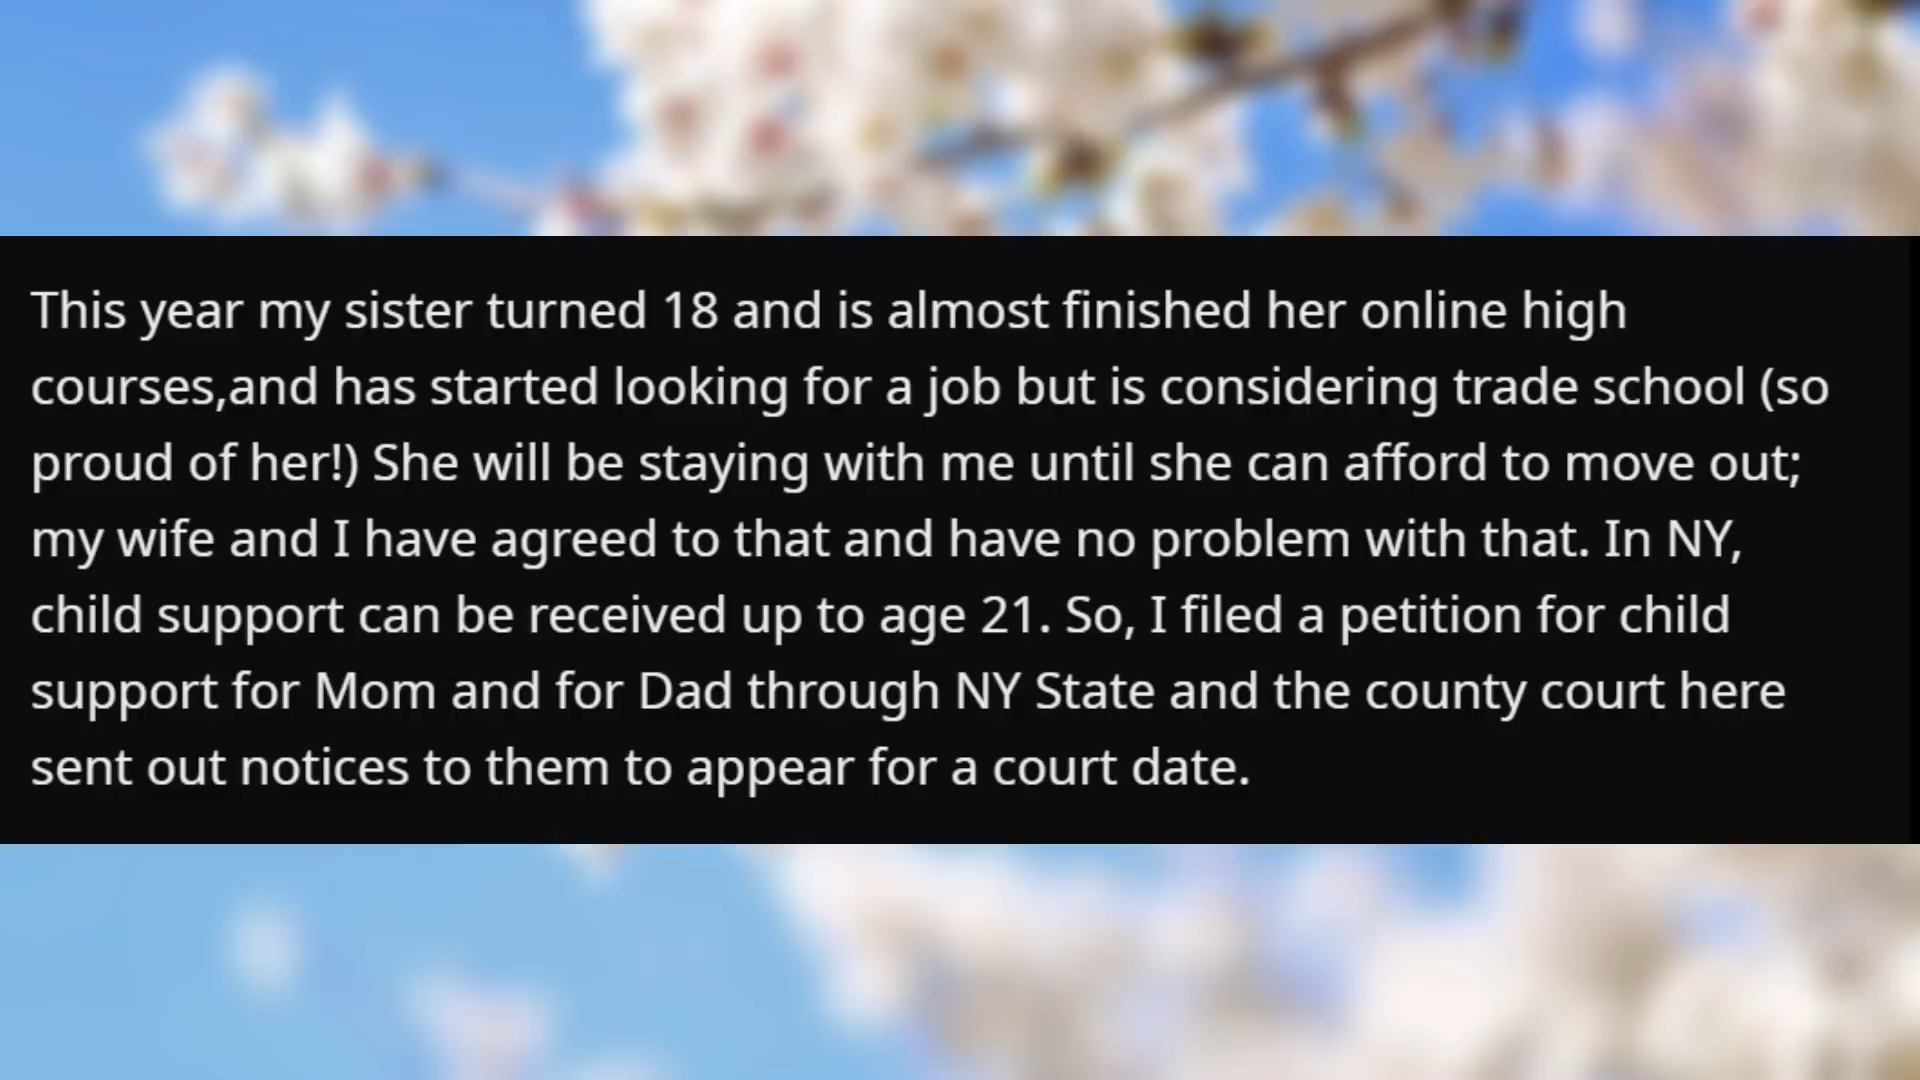 This year my sister turned 18 and is almost finished her online high
courses,and has started looking for a job but is considering trade school (so
proud of her!) She will be staying with me until she can afford to move out;
my wife and I have agreed to that and have no problem with that. In NY,
child support can be received up to age 21. So, I filed a petition for child
support for Mom and for Dad through NY State and the county court here
sent out notices to them to appear for a court date.